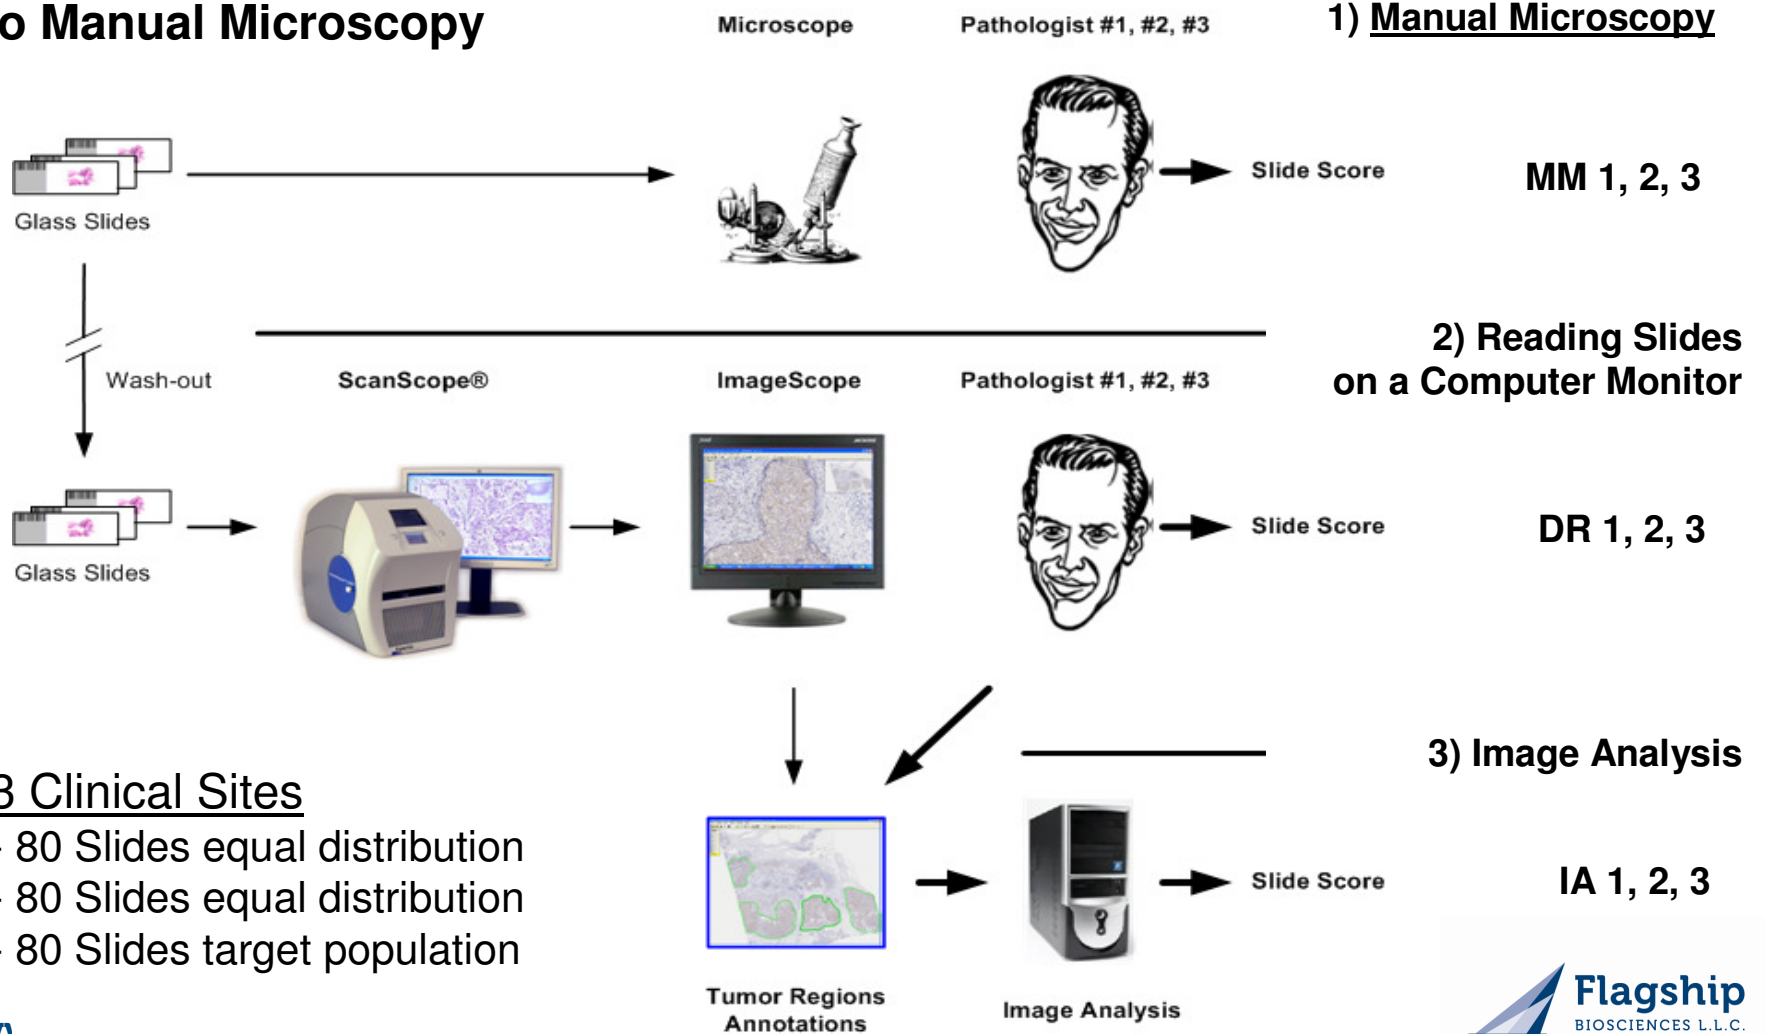 o Manual Microscopy
Microscope
Pathologist #1, #2, #3
1) Manual Microscopy
Glass Slides
Slide Score
MM 1, 2, 3
Wash-out
ScanScope®
ImageScope
Pathologist #1, #2, #3
2) Reading Slides
on a Computer Monitor
Glass Slides
Slide Score
DR 1, 2, 3
3) Image Analysis
3 Clinical Sites
- 80 Slides equal distribution
- 80 Slides equal distribution
- 80 Slides target population
Tumor Regions
Annotations
Image Analysis
Slide Score
IA 1, 2, 3
Flagship
BIOSCIENCES L.L.C.